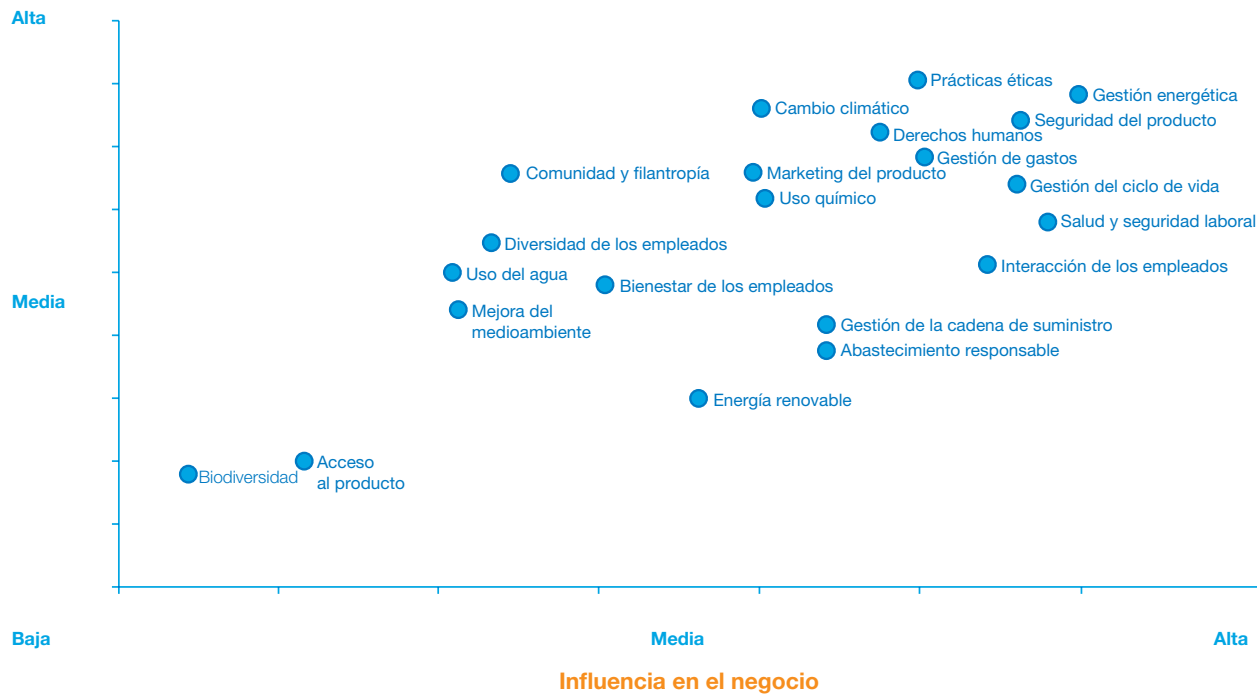 Alta
Prácticas éticas
Gestión energética
Cambio climático
Seguridad del producto
Derechos humanos
Gestión de gastos
Comunidad y filantropía
Marketing del producto
Gestión del ciclo de vida
Uso químico
Salud y seguridad laboral
Diversidad de los empleados
Interacción de los empleados
Uso del agua
Bienestar de los empleados
Media
Mejora del
medioambiente
Gestión de la cadena de suministro
Abastecimiento responsable
Energía renovable
Biodiversidad
Acceso
al producto
Baja
Media
Alta
Influencia en el negocio